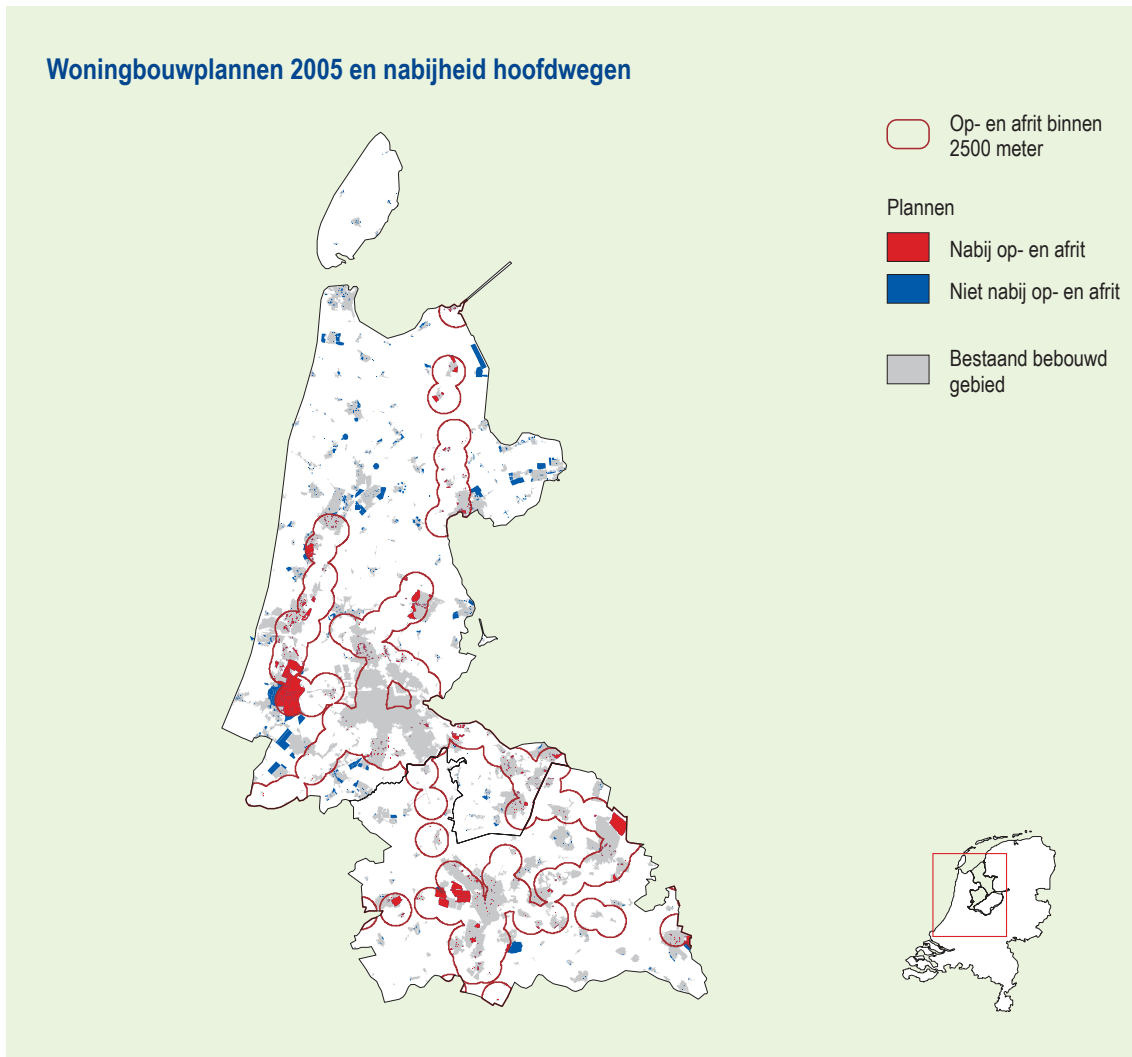 Woningbouwplannen 2005 en nabijheid hoofdwegen
Op- en afrit binnen
2500 meter
Plannen
Nabij op- en afrit
Niet nabij op- en afrit
Bestaand bebouwd
gebied